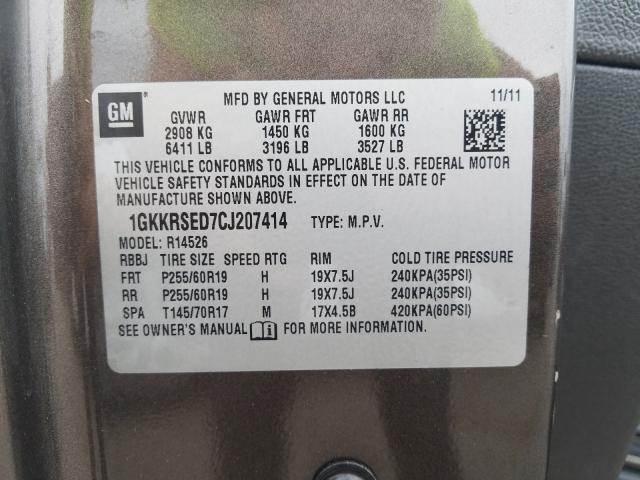 GM
MFD BY GENERAL MOTORS LLC 11/11
GVWR GAWR FRT GAWR RR
2908 KG 1450 KG 1600 KG
6411 LB 3196 LB 3527 LB
THIS VEHICLE CONFORMS TO ALL APPLICABLE U.S. FEDERAL MOTOR
VEHICLE SAFETY STANDARDS IN EFFECT ON THE DATE OF
MANUFACTURE SHOWN ABOVE.
1GKKRSED7CJ207414 TYPE: M.P.V.
MODEL: R14526
RBBJ TIRE SIZE SPEED RTG RIM COLD TIRE PRESSURE
FRT P255/60R19 H 19X7.5J 240KPA(35PSI)
RR P255/60R19 H 19X7.5J 240KPA(35PSI)
SPA T145/70R17 M 17X4.5B 420KPA(60PSI)
SEE OWNER'S MANUAL FOR MORE INFORMATION.